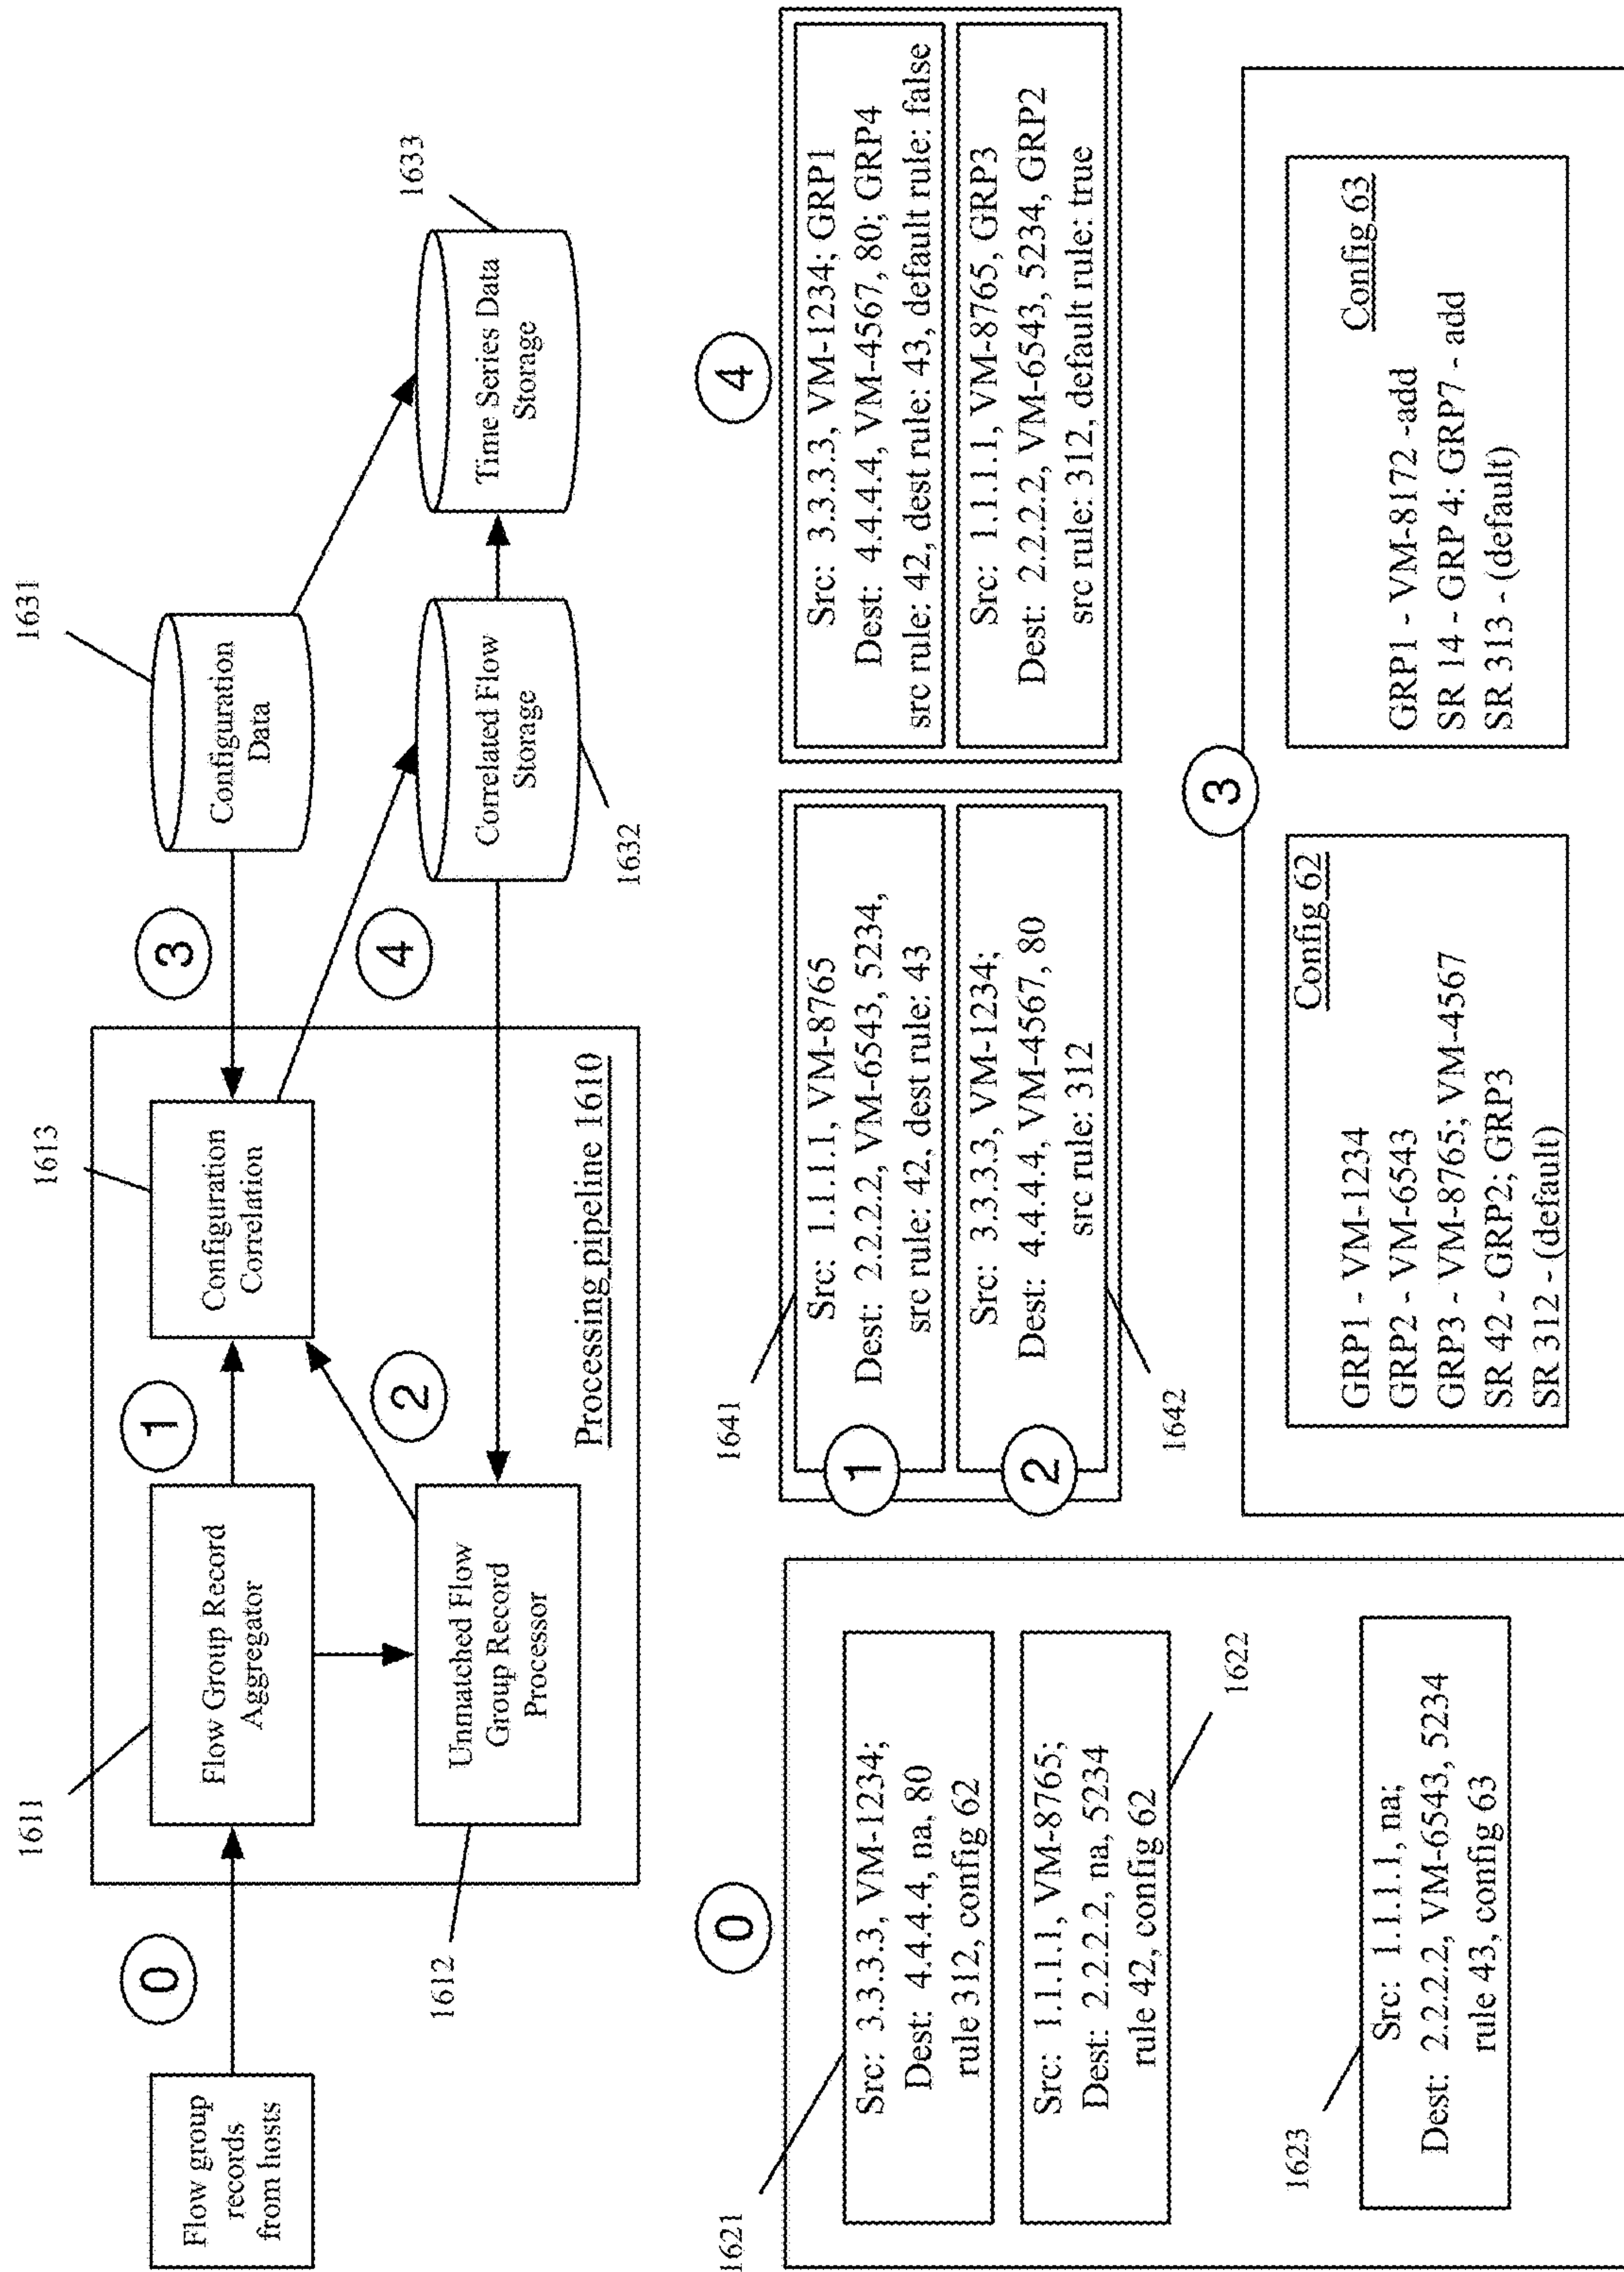 0
Flow group
records
from hosts
1611
Flow Group Record
Aggregator
1
1613
Configuration
Correlation
3
1631
Configuration
Data
1612
Unmatched Flow
Group Record
Processor
2
Processing pipeline 1610
4
Correlated Flow
Storage
1632
Time Series Data
Storage
1633
0
1621
Src: 3.3.3.3, VM-1234;
Dest: 4.4.4.4, na, 80
rule 312, config 62
Src: 1.1.1.1, VM-8765;
Dest: 2.2.2.2, na, 5234
rule 42, config 62
1622
1623
Src: 1.1.1.1, na;
Dest: 2.2.2.2, VM-6543, 5234
rule 43, config 63
1641
1
Src: 1.1.1.1, VM-8765
Dest: 2.2.2.2, VM-6543, 5234,
src rule: 42, dest rule: 43
2
Src: 3.3.3.3, VM-1234;
Dest: 4.4.4.4, VM-4567, 80
src rule: 312
1642
4
Src: 3.3.3.3, VM-1234; GRP1
Dest: 4.4.4.4, VM-4567, 80; GRP4
src rule: 42, dest rule: 43, default rule: false
Src: 1.1.1.1, VM-8765, GRP3
Dest: 2.2.2.2, VM-6543, 5234, GRP2
src rule: 312, default rule: true
3
Config 62
GRP1 - VM-1234
GRP2 - VM-6543
GRP3 - VM-8765; VM-4567
SR 42 - GRP2; GRP3
SR 312 - (default)
Config 63
GRP1 - VM-8172 -add
SR 14 - GRP 4: GRP7 - add
SR 313 - (default)